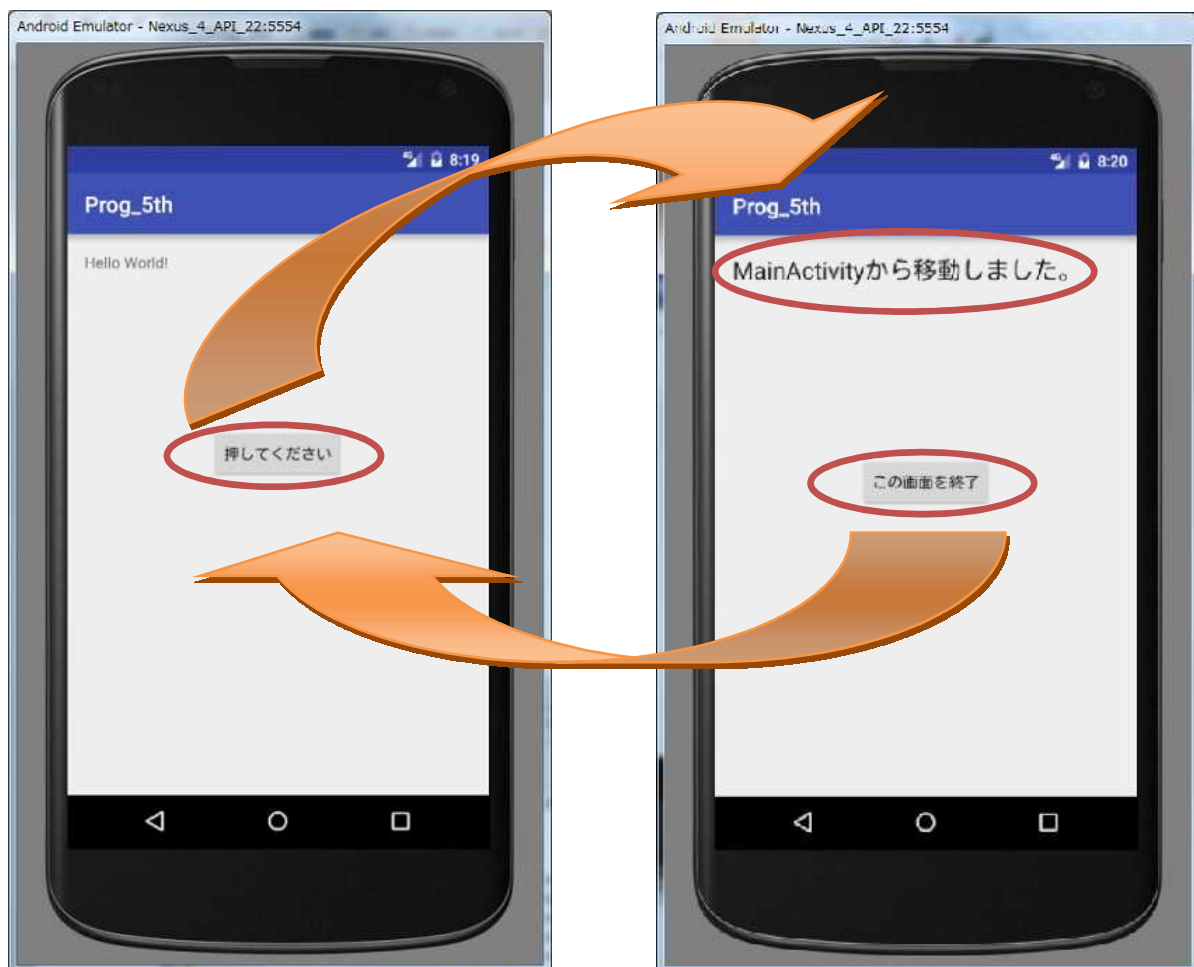 Android Emulator - Nexus_4_API_22:5554
8:19
Prog_5th
Hello World!
押してください
Android Emulator - Nexus_4_API_22:5554
8:20
Prog_5th
MainActivityから移動しました。
この画面を終了